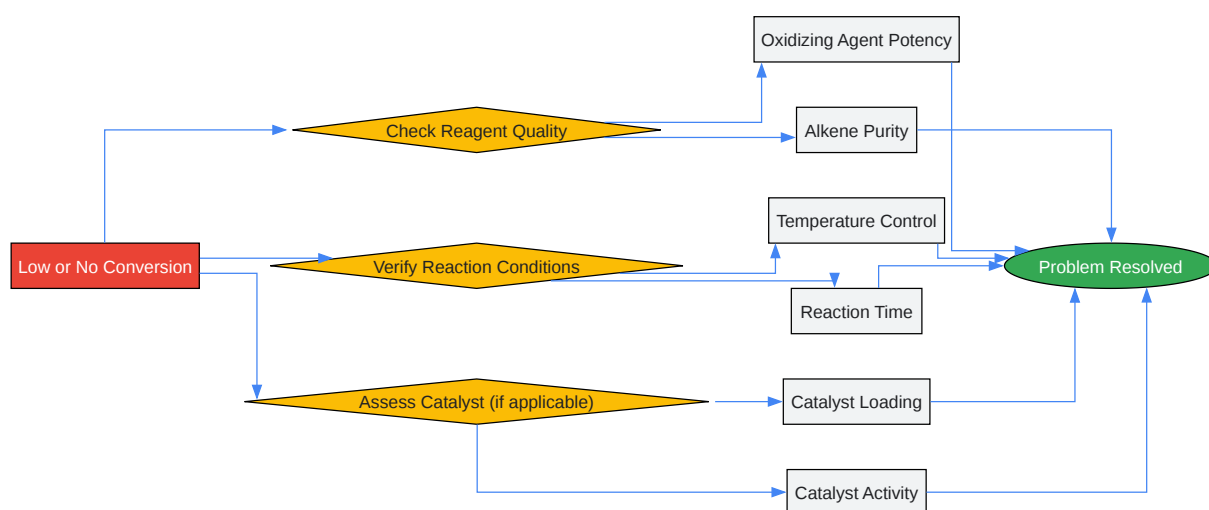 Oxidizing Agent Potency
Check Reagent Quality
Alkene Purity
Temperature Control
Low or No Conversion
Verify Reaction Conditions
Problem Resolved
Reaction Time
Assess Catalyst (if applicable)
Catalyst Loading
Catalyst Activity